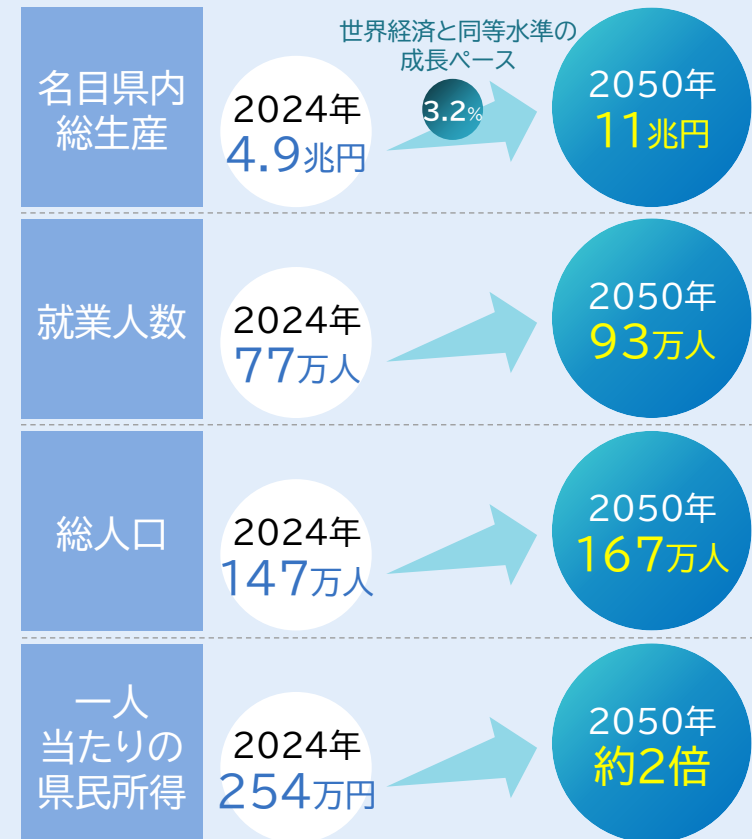 世界経済と同等水準の
成長ペース
名目県内
総生産
2024年
4.9兆円
3.2%
2050年
11兆円
就業人数
2024年
77万人
2050年
93万人
総人口
2024年
147万人
2050年
167万人
一人
当たりの
県民所得
2024年
254万円
2050年
約2倍